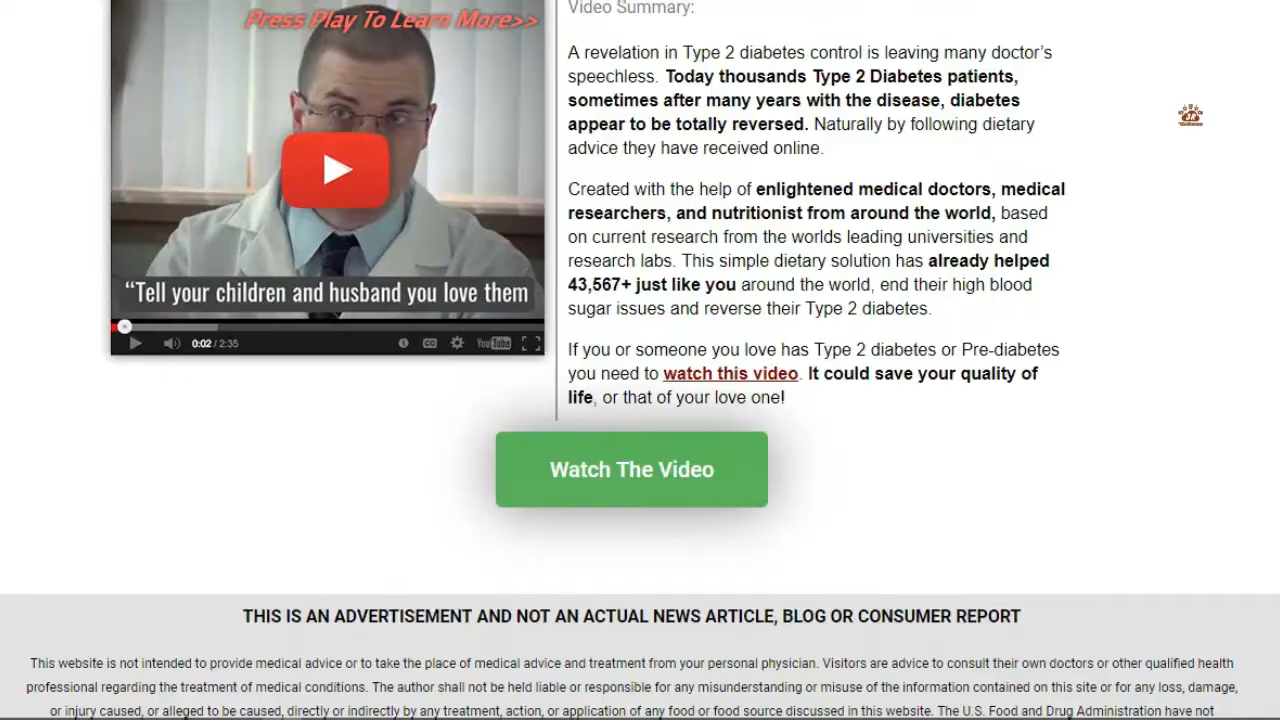 Press Play To Learn More>>
“Tell your children and husband you love them
0:02 / 2:35
CC
YouTube
Video Summary:
A revelation in Type 2 diabetes control is leaving many doctor’s
speechless. Today thousands Type 2 Diabetes patients,
sometimes after many years with the disease, diabetes
appear to be totally reversed. Naturally by following dietary
advice they have received online.
Created with the help of enlightened medical doctors, medical
researchers, and nutritionist from around the world, based
on current research from the worlds leading universities and
research labs. This simple dietary solution has already helped
43,567+ just like you around the world, end their high blood
sugar issues and reverse their Type 2 diabetes.
If you or someone you love has Type 2 diabetes or Pre-diabetes
you need to watch this video. It could save your quality of
life, or that of your love one!
Watch The Video
THIS IS AN ADVERTISEMENT AND NOT AN ACTUAL NEWS ARTICLE, BLOG OR CONSUMER REPORT
This website is not intended to provide medical advice or to take the place of medical advice and treatment from your personal physician. Visitors are advice to consult their own doctors or other qualified health
professional regarding the treatment of medical conditions. The author shall not be held liable or responsible for any misunderstanding or misuse of the information contained on this site or for any loss, damage,
or injury caused, or alleged to be caused, directly or indirectly by any treatment, action, or application of any food or food source discussed in this website. The U.S. Food and Drug Administration have not